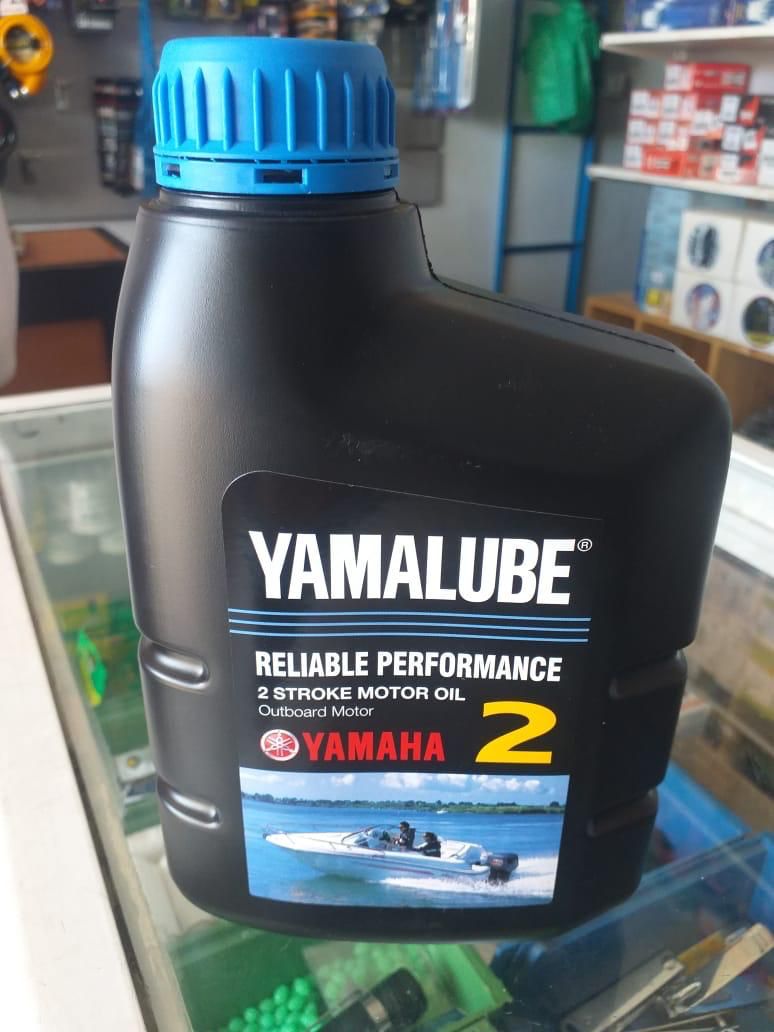 YAMALUBE®
RELIABLE PERFORMANCE
2 STROKE MOTOR OIL
Outboard Motor
YAMAHA
2